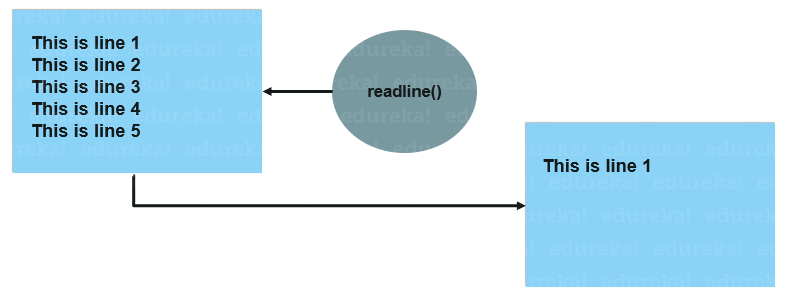 This is line 1
This is line 2
This is line 3
This is line 4
This is line 5
readline()
This is line 1
edureka!